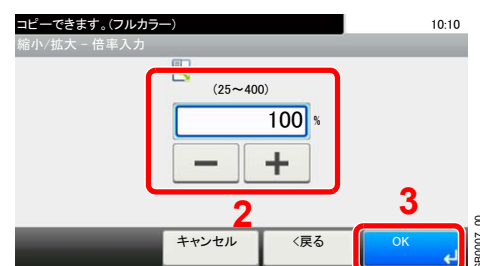 コピーできます。(フルカラー)
10:10
縮小/拡大 - 倍率入力
(25～400)
100 %
－ ＋
2
3
キャンセル
<戻る
OK